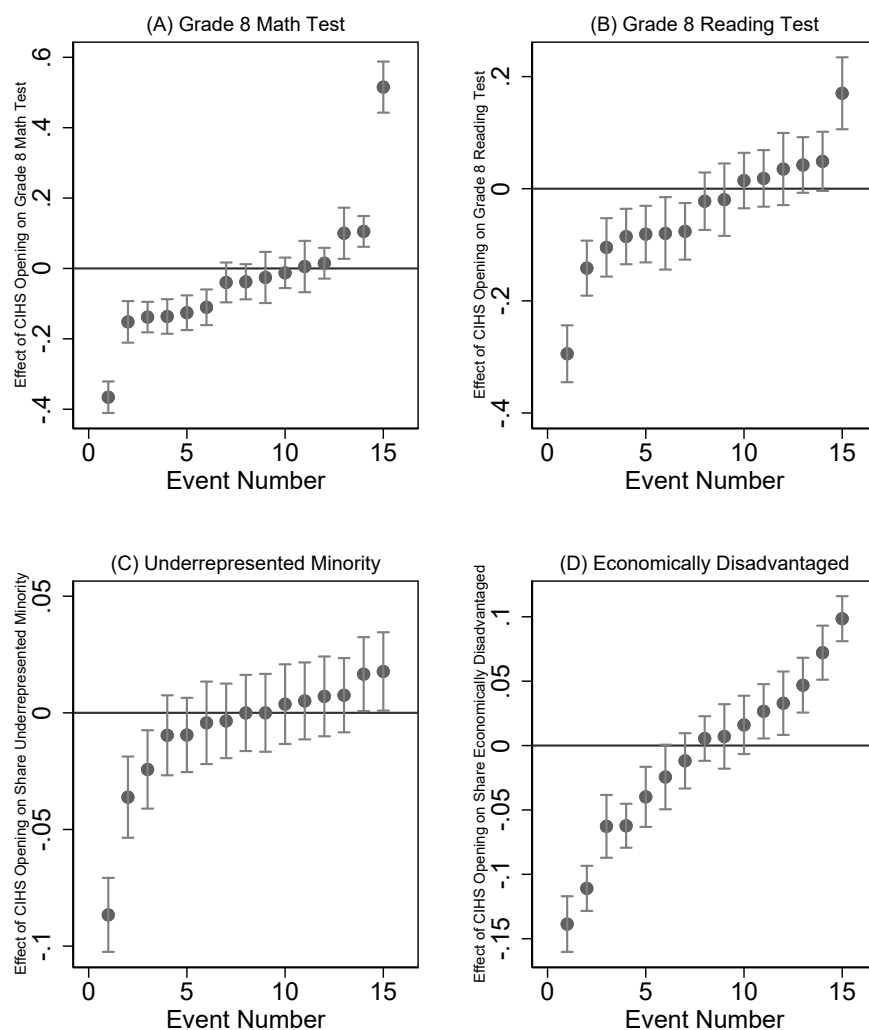 (A) Grade 8 Math Test
Effect of CIHS Opening on Grade 8 Math Test
.6
.4
.2
0
-.2
-.4
0 5 10 15
Event Number
(B) Grade 8 Reading Test
Effect of CIHS Opening on Grade 8 Reading Test
.2
0
-.2
-.4
0 5 10 15
Event Number
(C) Underrepresented Minority
Effect of CIHS Opening on Share Underrepresented Minority
.05
0
-.05
-.1
0 5 10 15
Event Number
(D) Economically Disadvantaged
Effect of CIHS Opening on Share Economically Disadvantaged
.1
.05
0
-.05
-.1
-.15
0 5 10 15
Event Number